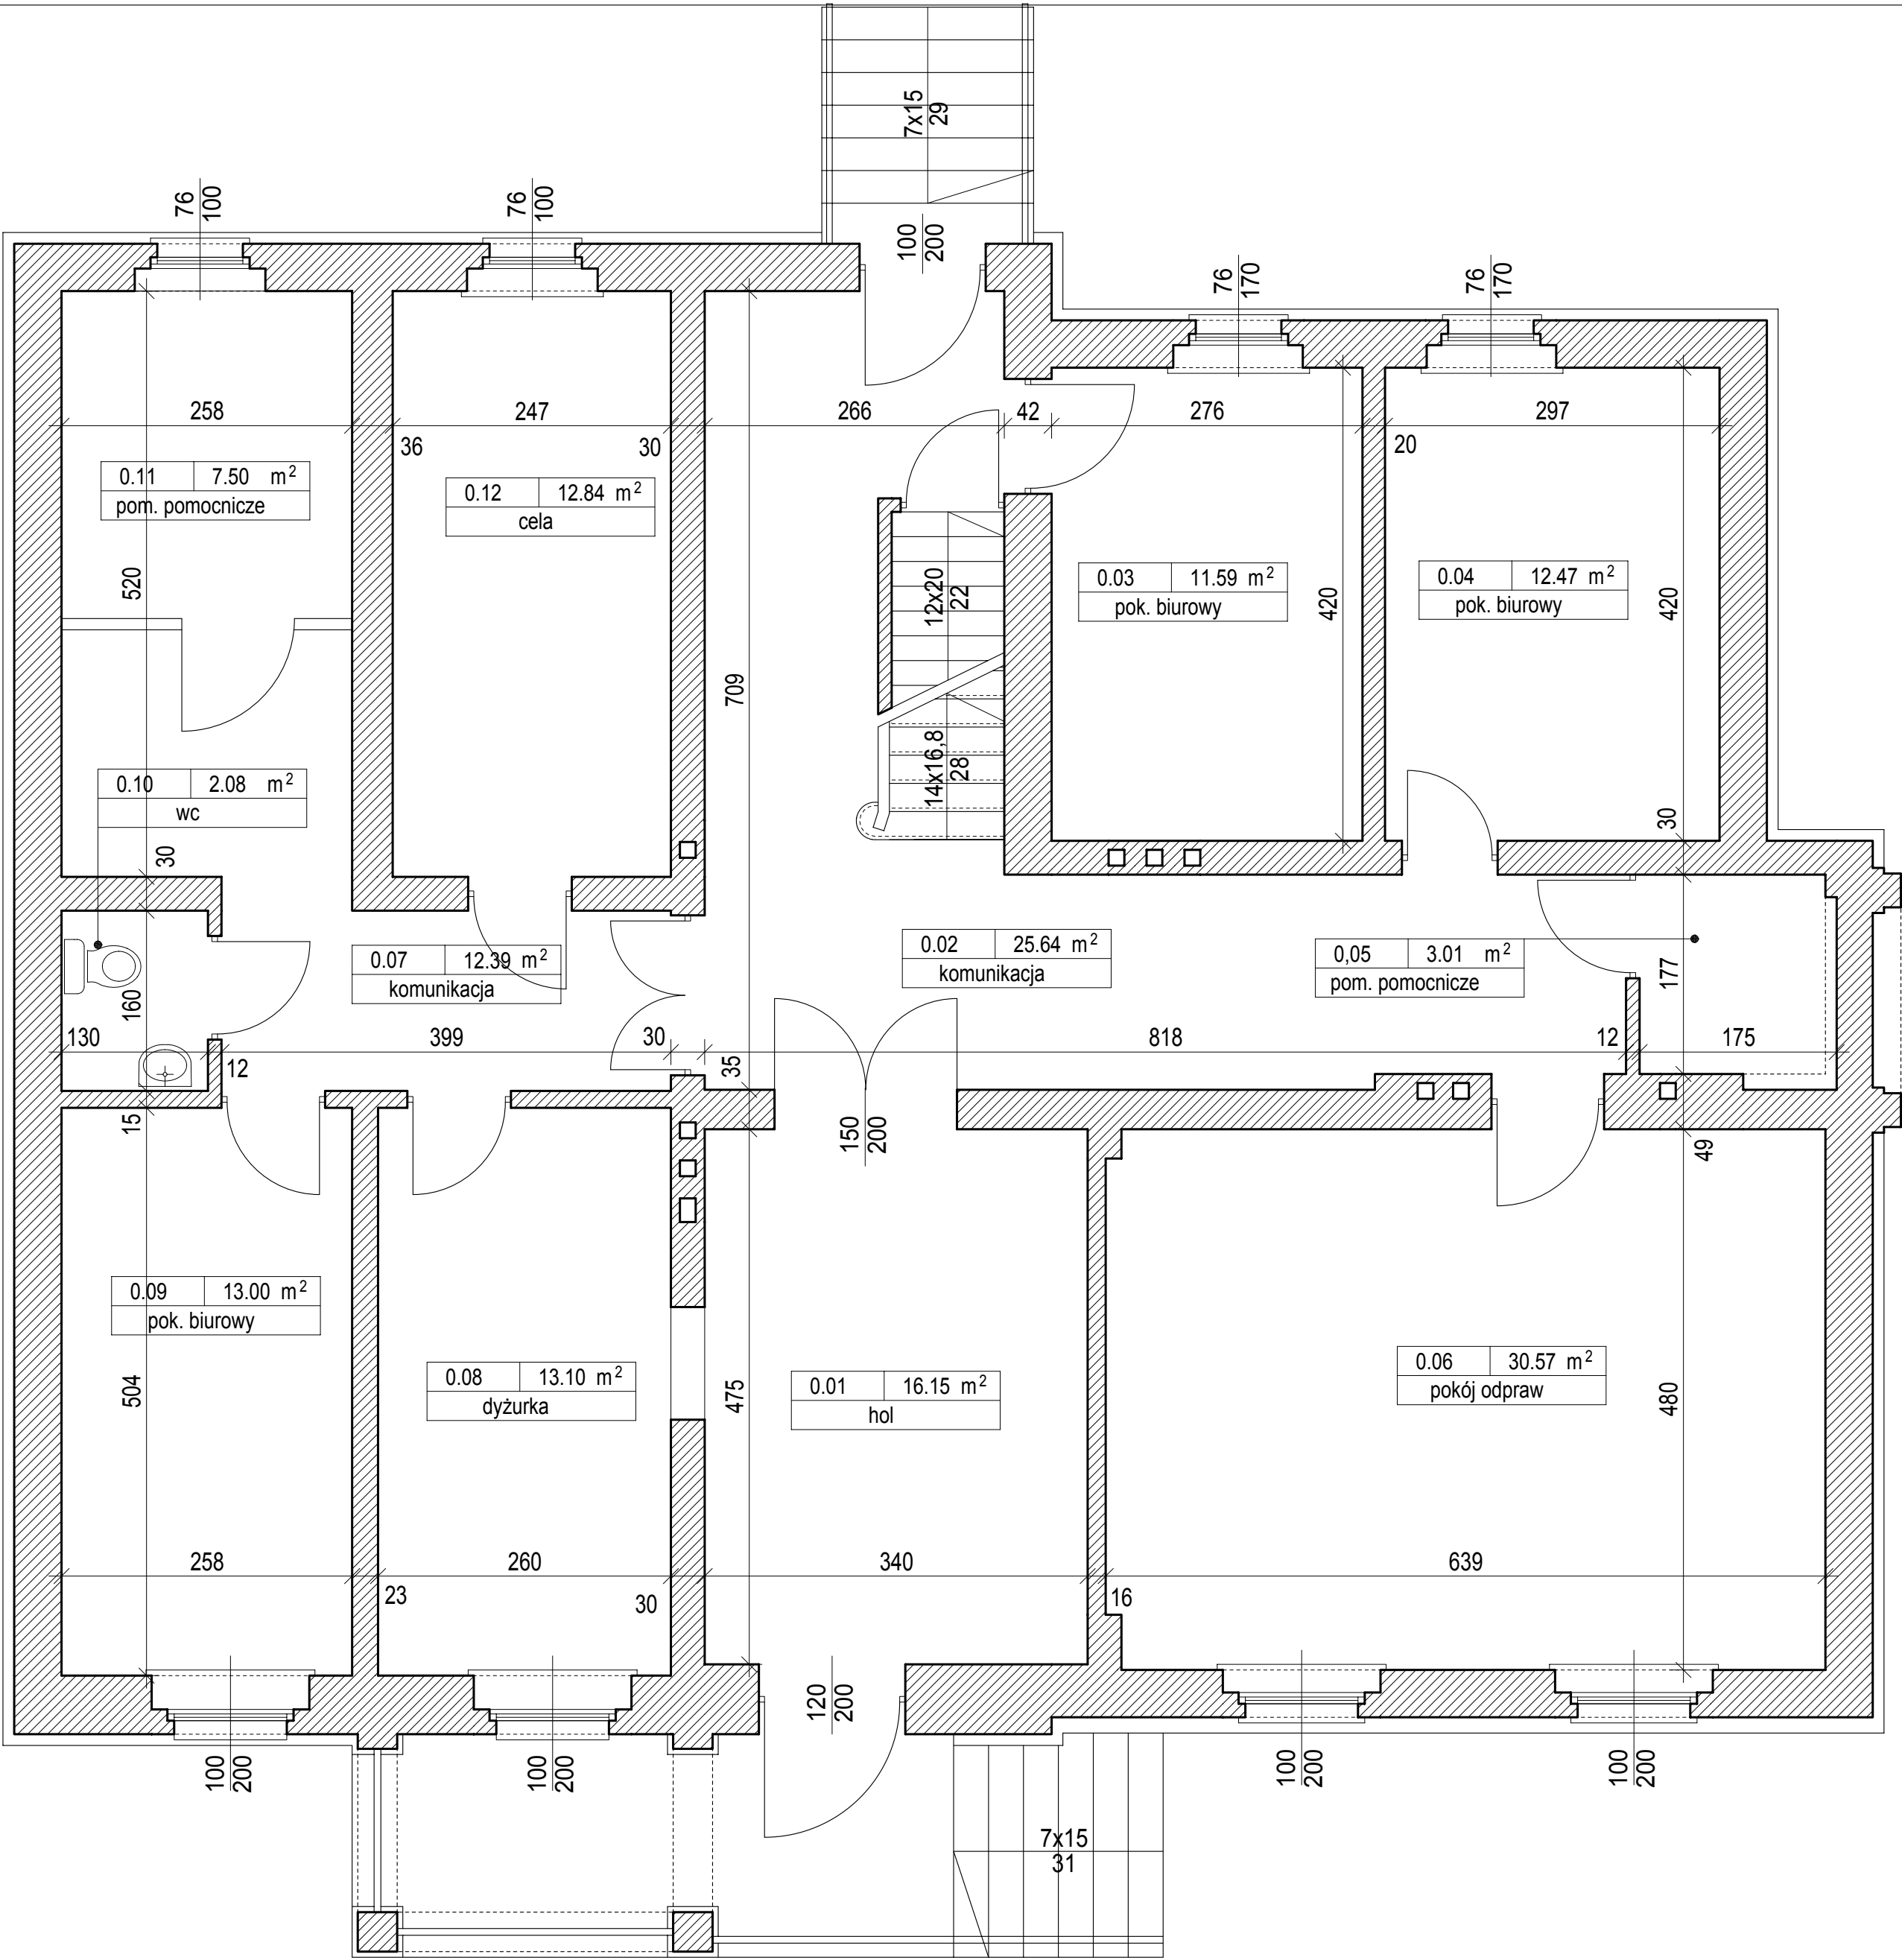 7x15
29
76
100
76
100
100
200
76
170
76
170
258
247
266
42
276
297
36
30
20
0.11 7.50 m²
pom. pomocnicze
0.12 12.84 m²
cela
520
12x20
22
0.03 11.59 m²
pok. biurowy
420
0.04 12.47 m²
pok. biurowy
420
709
14x16,8
28
0.10 2.08 m²
wc
30
30
0.07 12.39 m²
komunikacja
0.02 25.64 m²
komunikacja
0,05 3.01 m²
pom. pomocnicze
177
160
130
399
30
818
12
175
12
35
15
150
200
49
0.09 13.00 m²
pok. biurowy
0.08 13.10 m²
dyżurka
0.01 16.15 m²
hol
0.06 30.57 m²
pokój odpraw
504
475
480
258
260
340
639
23
30
16
120
200
100
200
100
200
100
200
100
200
7x15
31